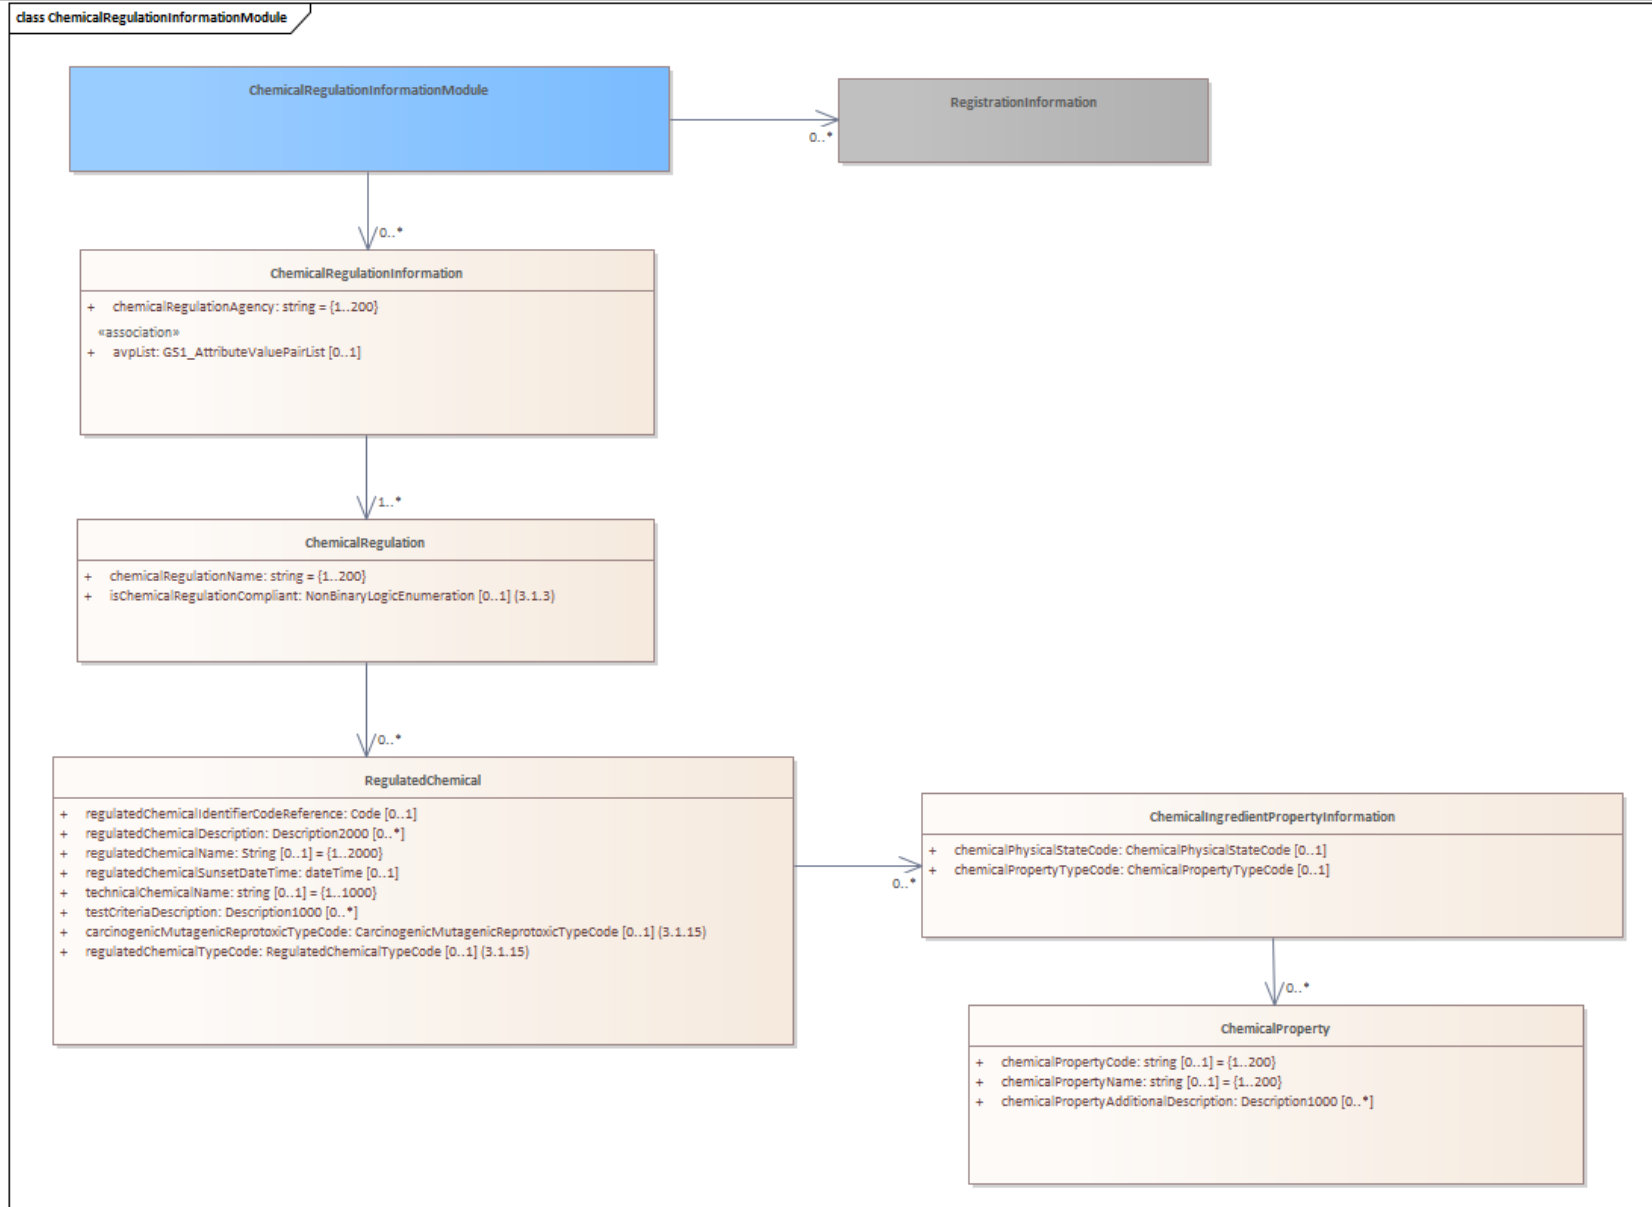 class ChemicalRegulationInformationModule
ChemicalRegulationInformationModule
RegistrationInformation
0..*
0..*
ChemicalRegulationInformation
+ chemicalRegulationAgency: string = {1..200}
«association»
+ avpList: GS1_AttributeValuePairList [0..1]
1..*
ChemicalRegulation
+ chemicalRegulationName: string = {1..200}
+ isChemicalRegulationCompliant: NonBinaryLogicEnumeration [0..1] (3.1.3)
0..*
RegulatedChemical
+ regulatedChemicalIdentifierCodeReference: Code [0..1]
+ regulatedChemicalDescription: Description2000 [0..*]
+ regulatedChemicalName: String [0..1] = {1..2000}
+ regulatedChemicalSunsetDateTime: dateTime [0..1]
+ technicalChemicalName: string [0..1] = {1..1000}
+ testCriteriaDescription: Description1000 [0..*]
+ carcinogenicMutagenicReprotoxicTypeCode: CarcinogenicMutagenicReprotoxicTypeCode [0..1] (3.1.15)
+ regulatedChemicalTypeCode: RegulatedChemicalTypeCode [0..1] (3.1.15)
0..*
ChemicalIngredientPropertyInformation
+ chemicalPhysicalStateCode: ChemicalPhysicalStateCode [0..1]
+ chemicalPropertyTypeCode: ChemicalPropertyTypeCode [0..1]
0..*
ChemicalProperty
+ chemicalPropertyCode: string [0..1] = {1..200}
+ chemicalPropertyName: string [0..1] = {1..200}
+ chemicalPropertyAdditionalDescription: Description1000 [0..*]